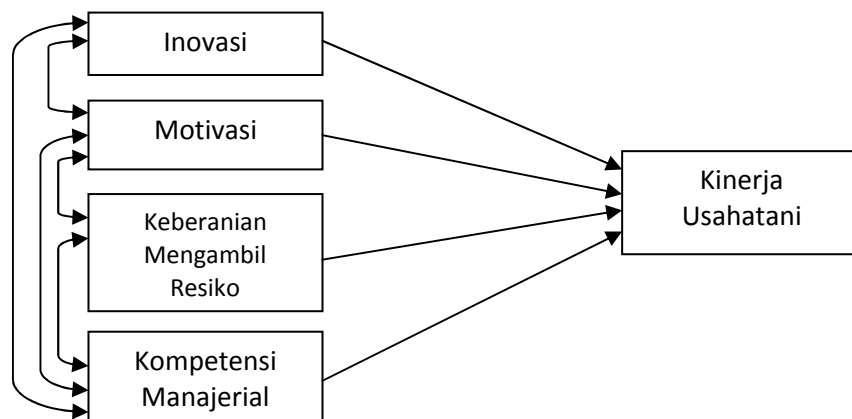 Inovasi
Motivasi
Keberanian
Mengambil
Resiko
Kompetensi
Manajerial
Kinerja
Usahatani